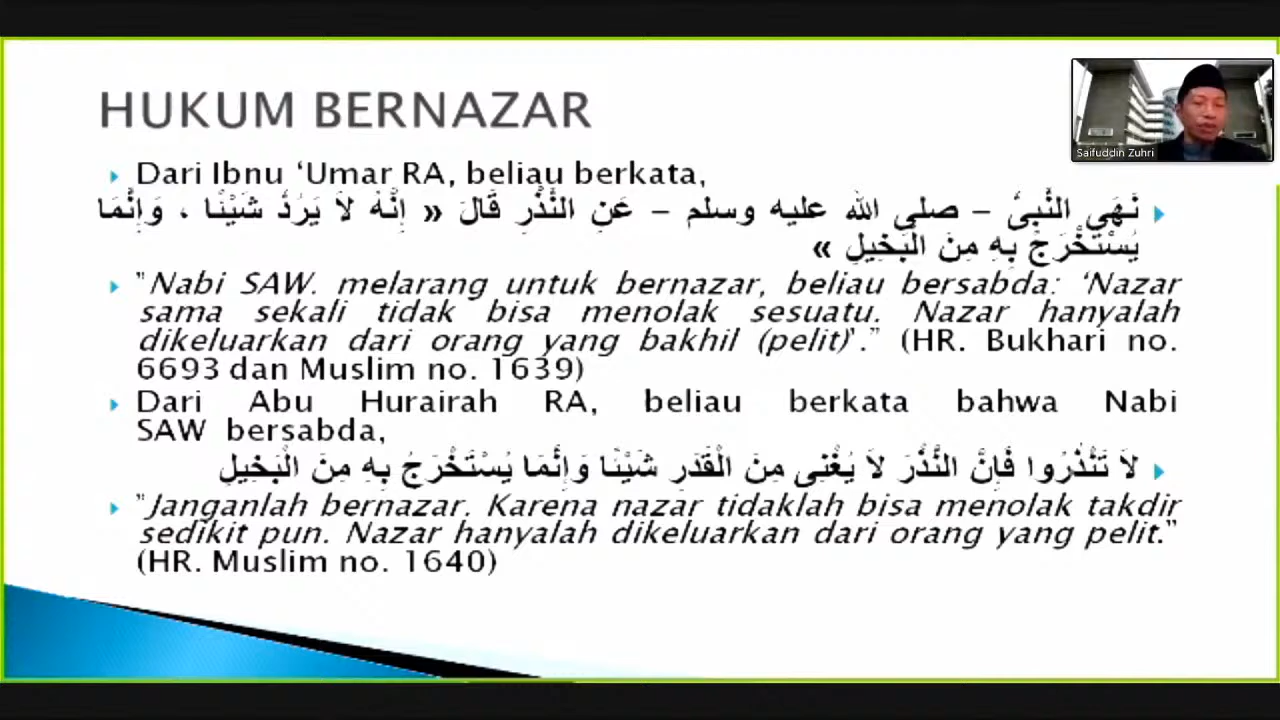 HUKUM BERNAZAR
Saifuddin Zuhri
Dari Ibnu ‘Umar RA, beliau berkata,
نَهَى النَّبِىُّ – صلى الله عليه وسلم – عَنِ النَّذْرِ قَالَ « إِنَّهُ لاَ يَرُدُّ شَيْئًا ، وَإِنَّمَا
يُسْتَخْرَجُ بِهِ مِنَ الْبَخِيلِ »
"Nabi SAW. melarang untuk bernazar, beliau bersabda: ‘Nazar
sama sekali tidak bisa menolak sesuatu. Nazar hanyalah
dikeluarkan dari orang yang bakhil (pelit)'.” (HR. Bukhari no.
6693 dan Muslim no. 1639)
Dari Abu Hurairah RA, beliau berkata bahwa Nabi
SAW bersabda,
لاَ تَنْذُرُوا فَإِنَّ النَّذْرَ لاَ يُغْنِى مِنَ الْقَدَرِ شَيْئًا وَإِنَّمَا يُسْتَخْرَجُ بِهِ مِنَ الْبَخِيلِ
"Janganlah bernazar. Karena nazar tidaklah bisa menolak takdir
sedikit pun. Nazar hanyalah dikeluarkan dari orang yang pelit."
(HR. Muslim no. 1640)